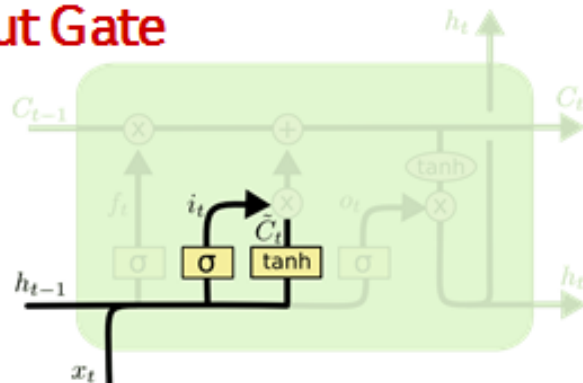 ut Gate
h_t
C_{t-1} × + C_t
tanh
f_t i_t × o_t ×
C̃_t
σ σ tanh σ
h_{t-1} h_t
x_t